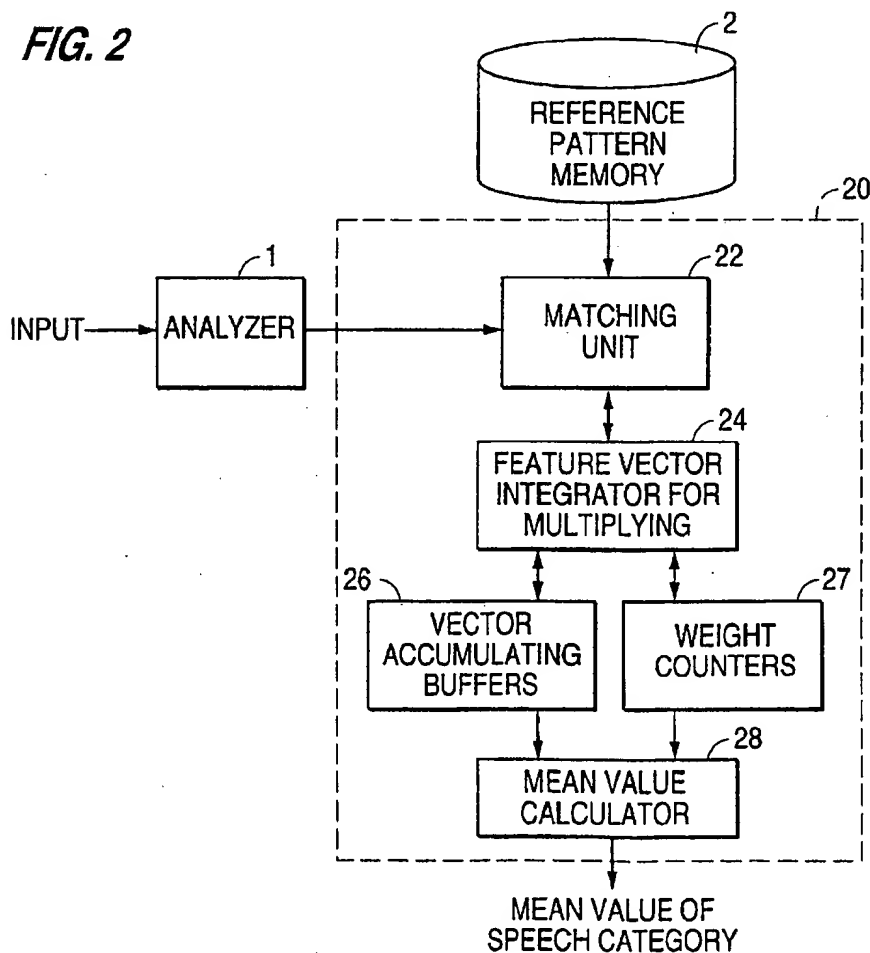 FIG. 2
2
REFERENCE
PATTERN
MEMORY
20
1
22
INPUT
ANALYZER
MATCHING
UNIT
24
FEATURE VECTOR
INTEGRATOR FOR
MULTIPLYING
26
27
VECTOR
ACCUMULATING
BUFFERS
WEIGHT
COUNTERS
28
MEAN VALUE
CALCULATOR
MEAN VALUE OF
SPEECH CATEGORY